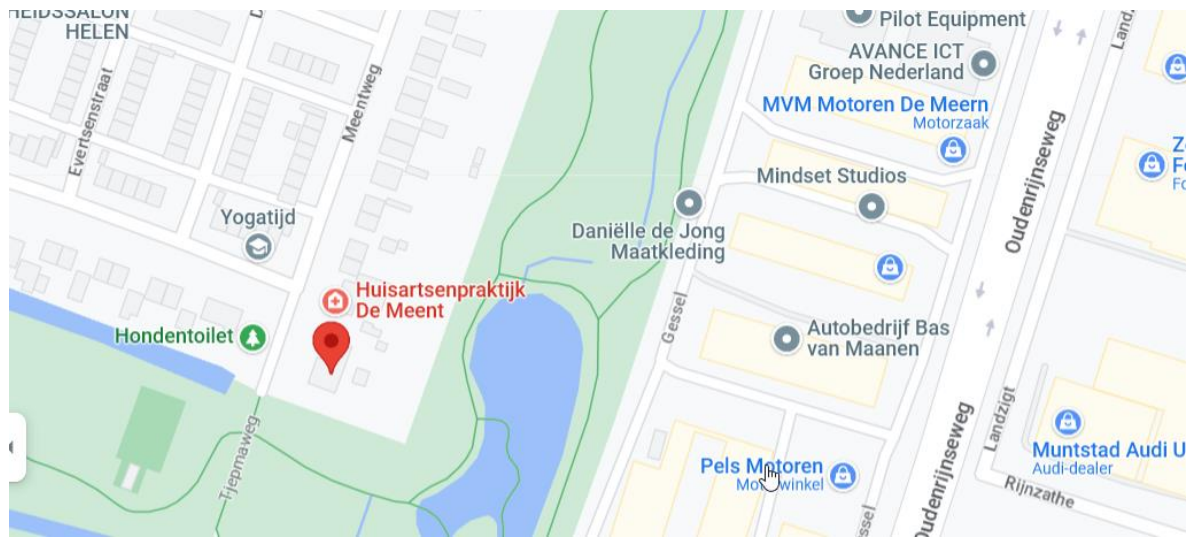 HEIDSSALON
HELEN
Evertsenstraat
Meentweg
Yogatijd
Huisartsenpraktijk
De Meent
Hondentoilet
Tjepmaweg
Pilot Equipment
AVANCE ICT
Groep Nederland
MVM Motoren De Meern
Motorzaak
Mindset Studios
Daniëlle de Jong
Maatkleding
Gessel
Autobedrijf Bas
van Maanen
Oudenrijnseweg
Landzigt
Muntstad Audi U
Audi-dealer
Rijnzathe
Pels Motoren
Oudenrijnseweg